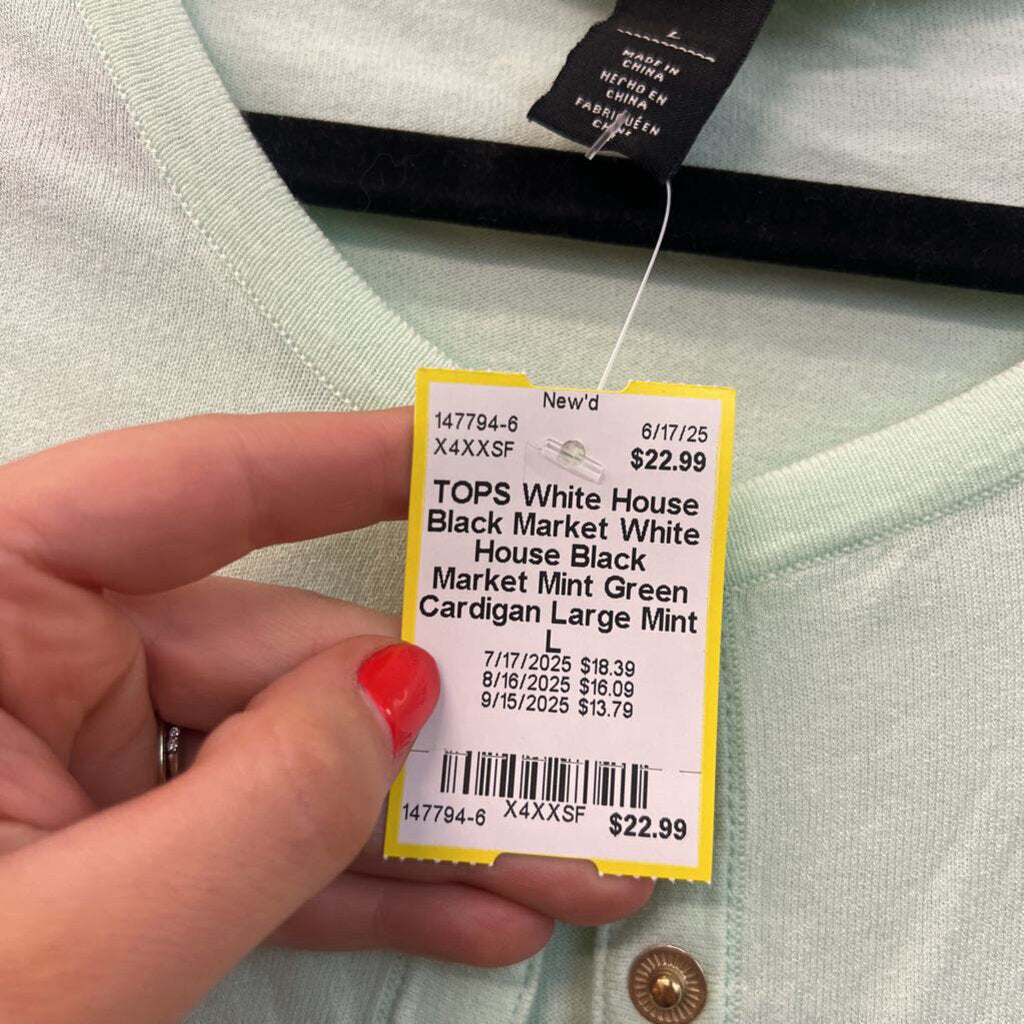 L
MADE IN
CHINA
HECHO EN
CHINA
FABRIQUÉ EN
New'd
147794-6 6/17/25
X4XXSF $22.99
TOPS White House
Black Market White
House Black
Market Mint Green
Cardigan Large Mint
L
7/17/2025 $18.39
8/16/2025 $16.09
9/15/2025 $13.79
147794-6 X4XXSF $22.99